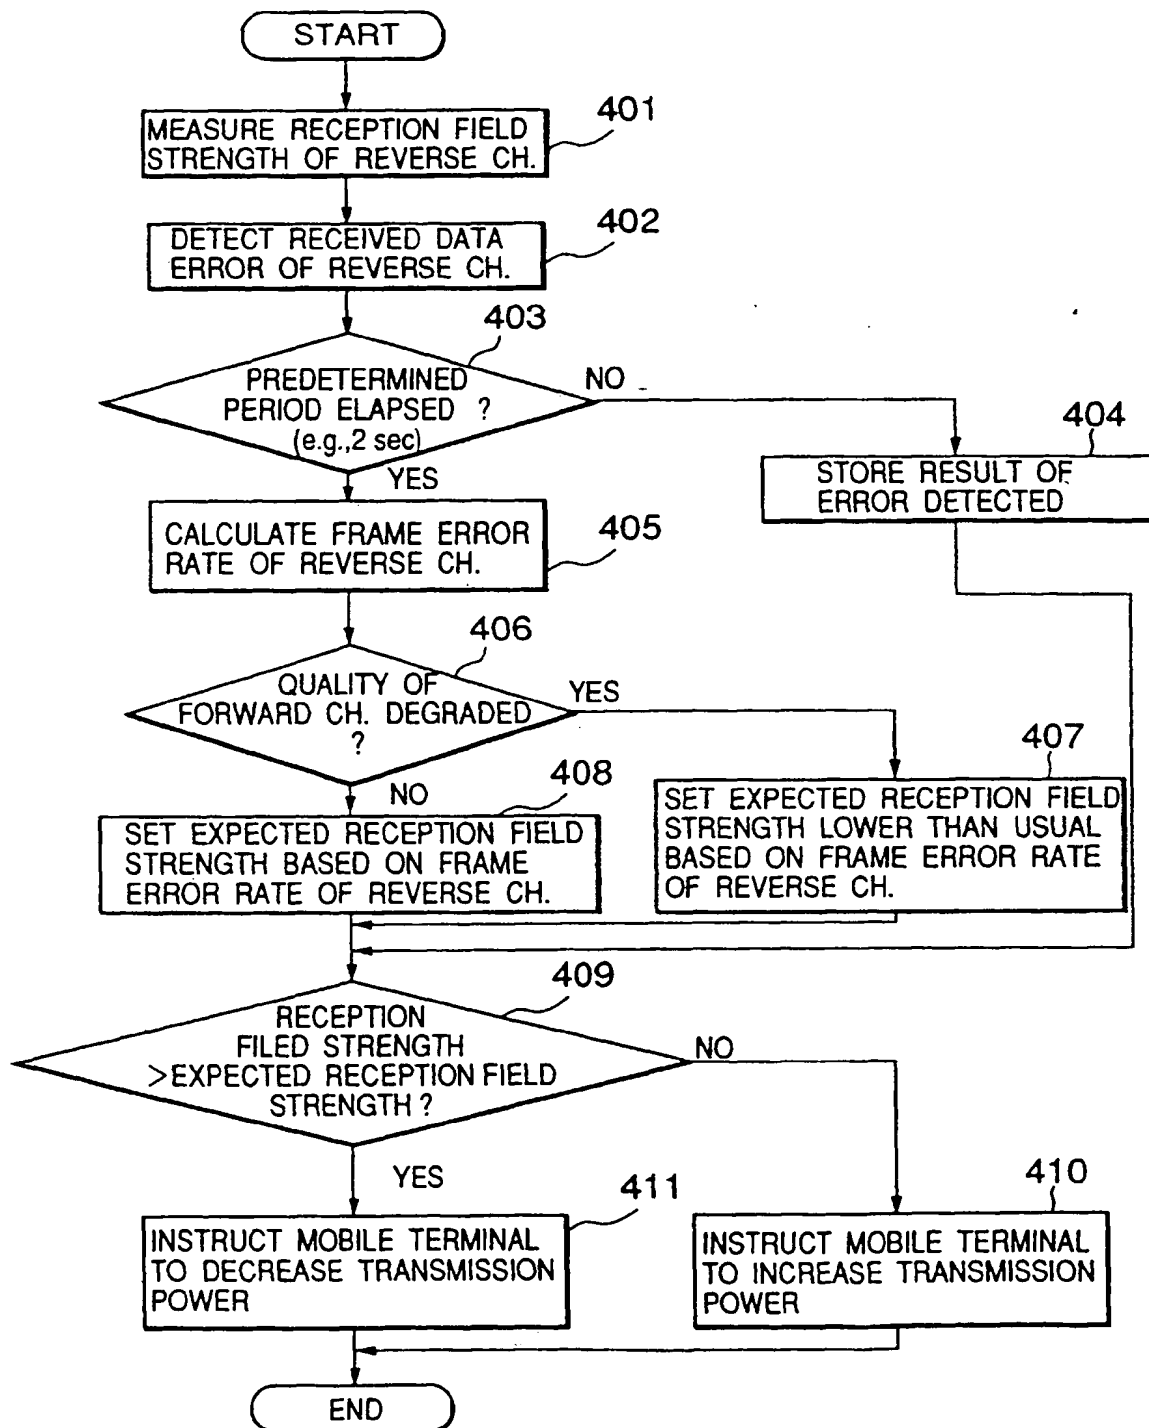 START
401
MEASURE RECEPTION FIELD
STRENGTH OF REVERSE CH.
402
DETECT RECEIVED DATA
ERROR OF REVERSE CH.
403
PREDETERMINED
PERIOD ELAPSED ?
(e.g.,2 sec)
NO
YES
404
STORE RESULT OF
ERROR DETECTED
405
CALCULATE FRAME ERROR
RATE OF REVERSE CH.
406
QUALITY OF
FORWARD CH. DEGRADED
?
YES
NO
407
SET EXPECTED RECEPTION FIELD
STRENGTH LOWER THAN USUAL
BASED ON FRAME ERROR RATE
OF REVERSE CH.
408
SET EXPECTED RECEPTION FIELD
STRENGTH BASED ON FRAME
ERROR RATE OF REVERSE CH.
409
RECEPTION
FILED STRENGTH
>EXPECTED RECEPTION FIELD
STRENGTH ?
NO
YES
411
INSTRUCT MOBILE TERMINAL
TO DECREASE TRANSMISSION
POWER
410
INSTRUCT MOBILE TERMINAL
TO INCREASE TRANSMISSION
POWER
END